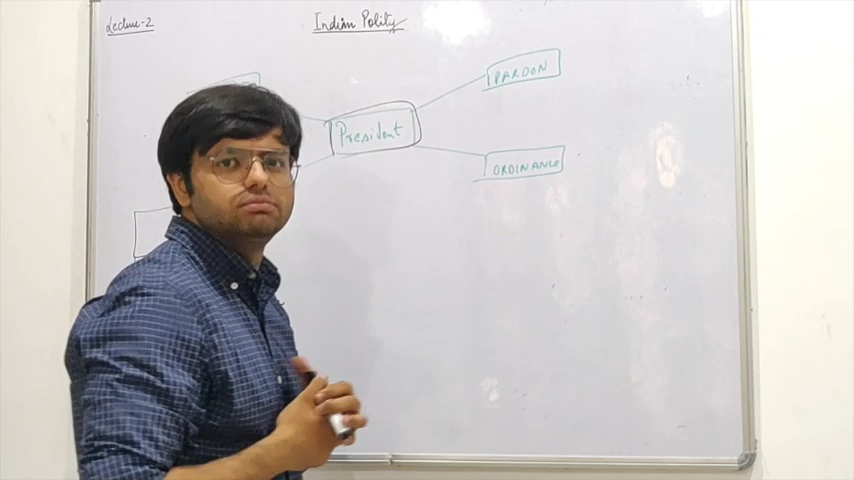 Lecture-2
Indian Polity
PARDON
President
ORDINANCE